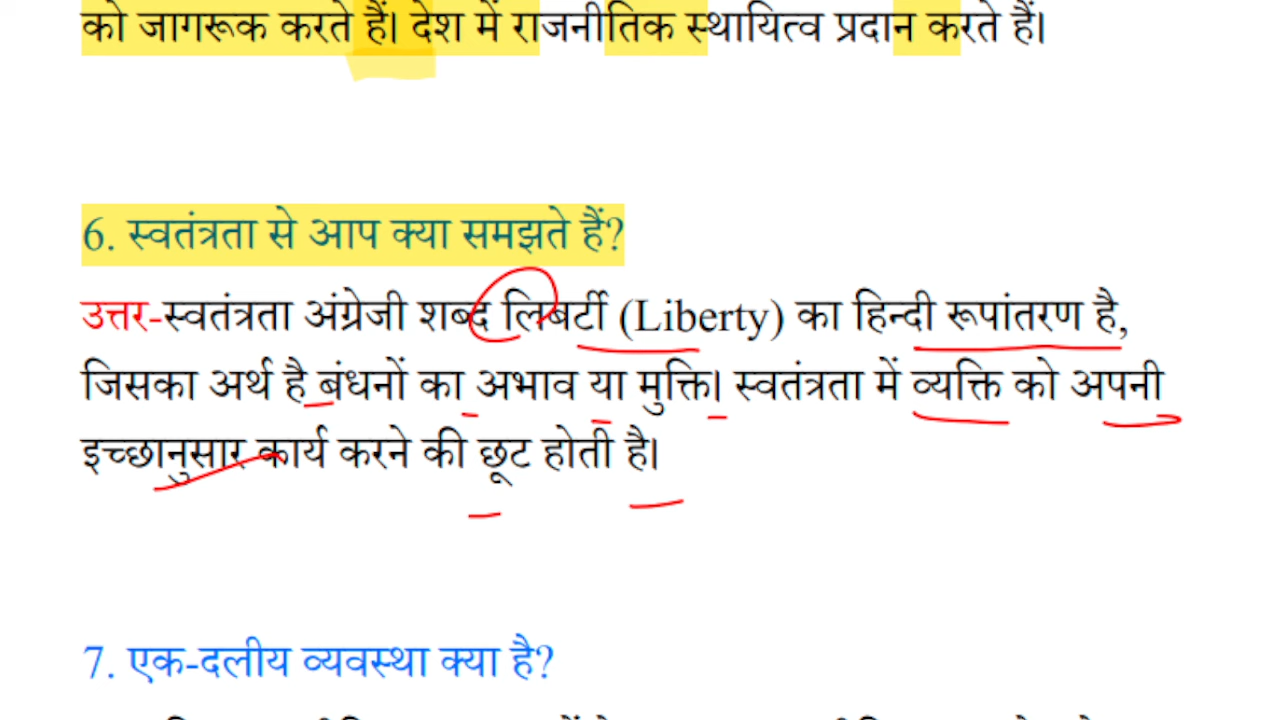 को जागरूक करते हैं। देश में राजनीतिक स्थायित्व प्रदान करते हैं।
6. स्वतंत्रता से आप क्या समझते हैं?
उत्तर-स्वतंत्रता अंग्रेजी शब्द लिबर्टी (Liberty) का हिन्दी रूपांतरण है,
जिसका अर्थ है बंधनों का अभाव या मुक्ति। स्वतंत्रता में व्यक्ति को अपनी
इच्छानुसार कार्य करने की छूट होती है।
7. एक-दलीय व्यवस्था क्या है?